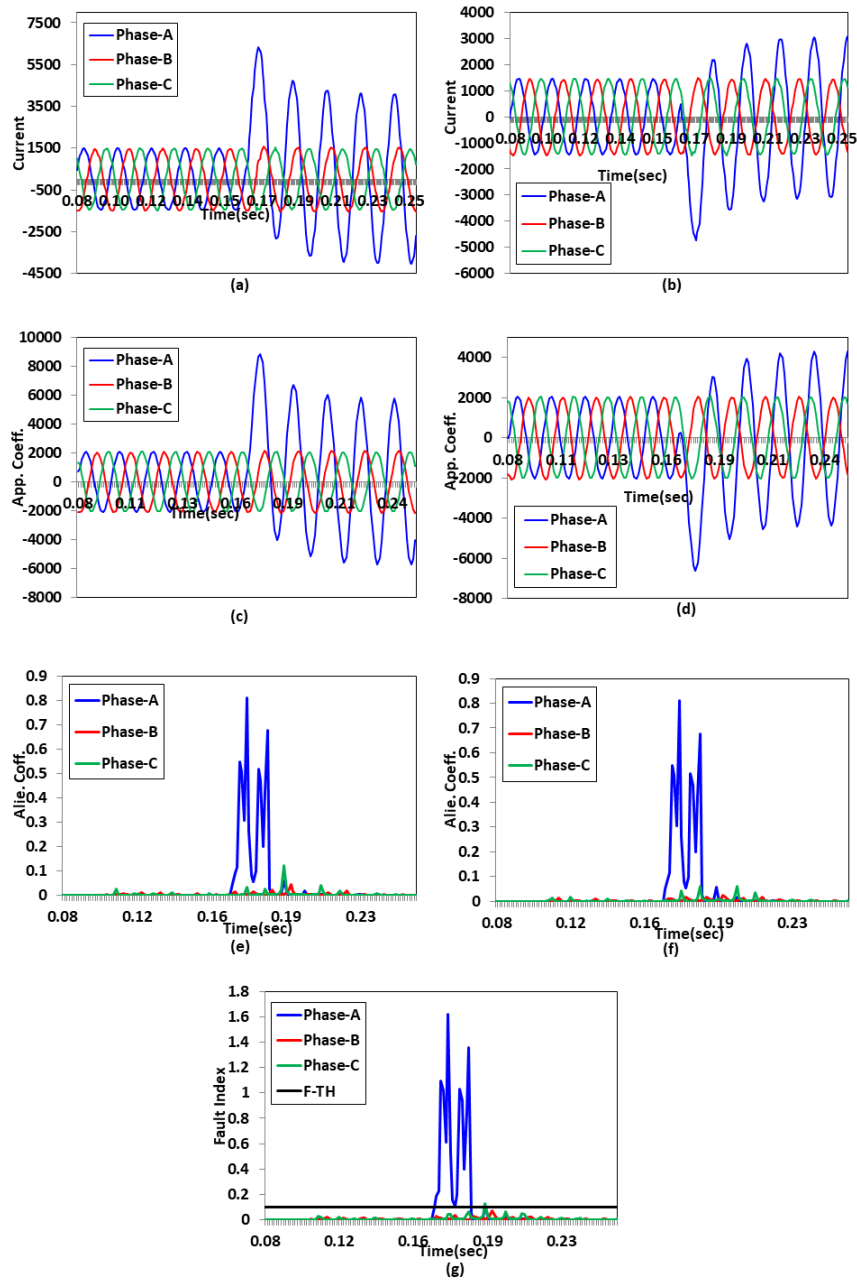 7500
5500
3500
1500
-500
-2500
-4500
Current
Phase-A
Phase-B
Phase-C
0.08 0.10 0.11 0.12 0.14 0.15 0.17 0.19 0.21 0.23 0.25
Time(sec)
(a)
4000
3000
2000
1000
0
-1000
-2000
-3000
-4000
-5000
-6000
Current
0.08 0.10 0.12 0.14 0.15 0.17 0.19 0.21 0.23 0.25
Time(sec)
Phase-A
Phase-B
Phase-C
(b)
10000
8000
6000
4000
2000
0
-2000
-4000
-6000
-8000
App. Coeff.
Phase-A
Phase-B
Phase-C
0.08 0.11 0.13 0.16 0.19 0.21 0.24
Time(sec)
(c)
4000
2000
0
-2000
-4000
-6000
-8000
App. Coeff.
0.08 0.11 0.14 0.16 0.19 0.21 0.24
Time(sec)
Phase-A
Phase-B
Phase-C
(d)
0.9
0.8
0.7
0.6
0.5
0.4
0.3
0.2
0.1
0
Alie. Coff.
Phase-A
Phase-B
Phase-C
0.08 0.12 0.16 0.19 0.23
Time(sec)
(e)
0.9
0.8
0.7
0.6
0.5
0.4
0.3
0.2
0.1
0
Alie. Coeff.
Phase-A
Phase-B
Phase-C
0.08 0.12 0.16 0.19 0.23
Time(sec)
(f)
1.8
1.6
1.4
1.2
1
0.8
0.6
0.4
0.2
0
Fault Index
Phase-A
Phase-B
Phase-C
F-TH
0.08 0.12 0.16 0.19 0.23
Time(sec)
(g)